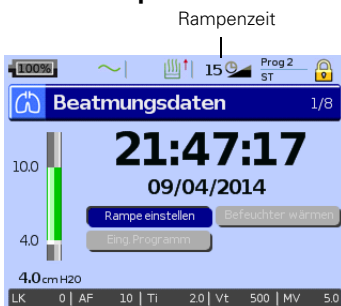 Rampenzeit
100% 15 Prog 2
ST
Beatmungsdaten 1/8
10.0
21:47:17
09/04/2014
Rampe einstellen Befeuchter wärmen
4.0 Eing.Programm
4.0 cm H2O
LK 0 | AF 10 | Ti 2.0 | Vt 500 | MV 5.0